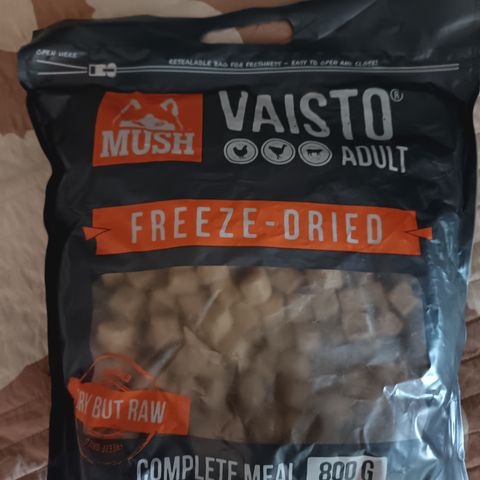 OPEN HERE
RESEALABLE BAG FOR FRESHNESS – EASY TO OPEN AND CLOSE!
MUSH
VAISTO®
ADULT
FREEZE-DRIED
RY BUT RAW
COMPLETE MEAL
800 G